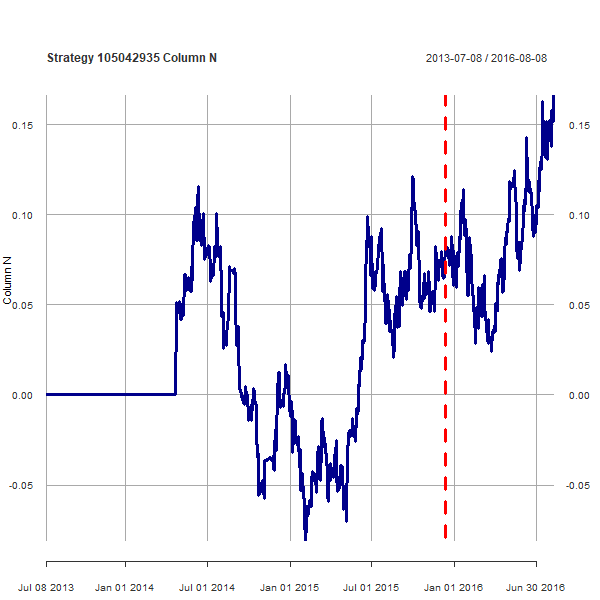 Strategy 105042935 Column N
2013-07-08 / 2016-08-08
Column N
0.15
0.10
0.05
0.00
-0.05
0.15
0.10
0.05
0.00
-0.05
Jul 08 2013
Jan 01 2014
Jul 01 2014
Jan 01 2015
Jul 01 2015
Jan 01 2016
Jun 30 2016